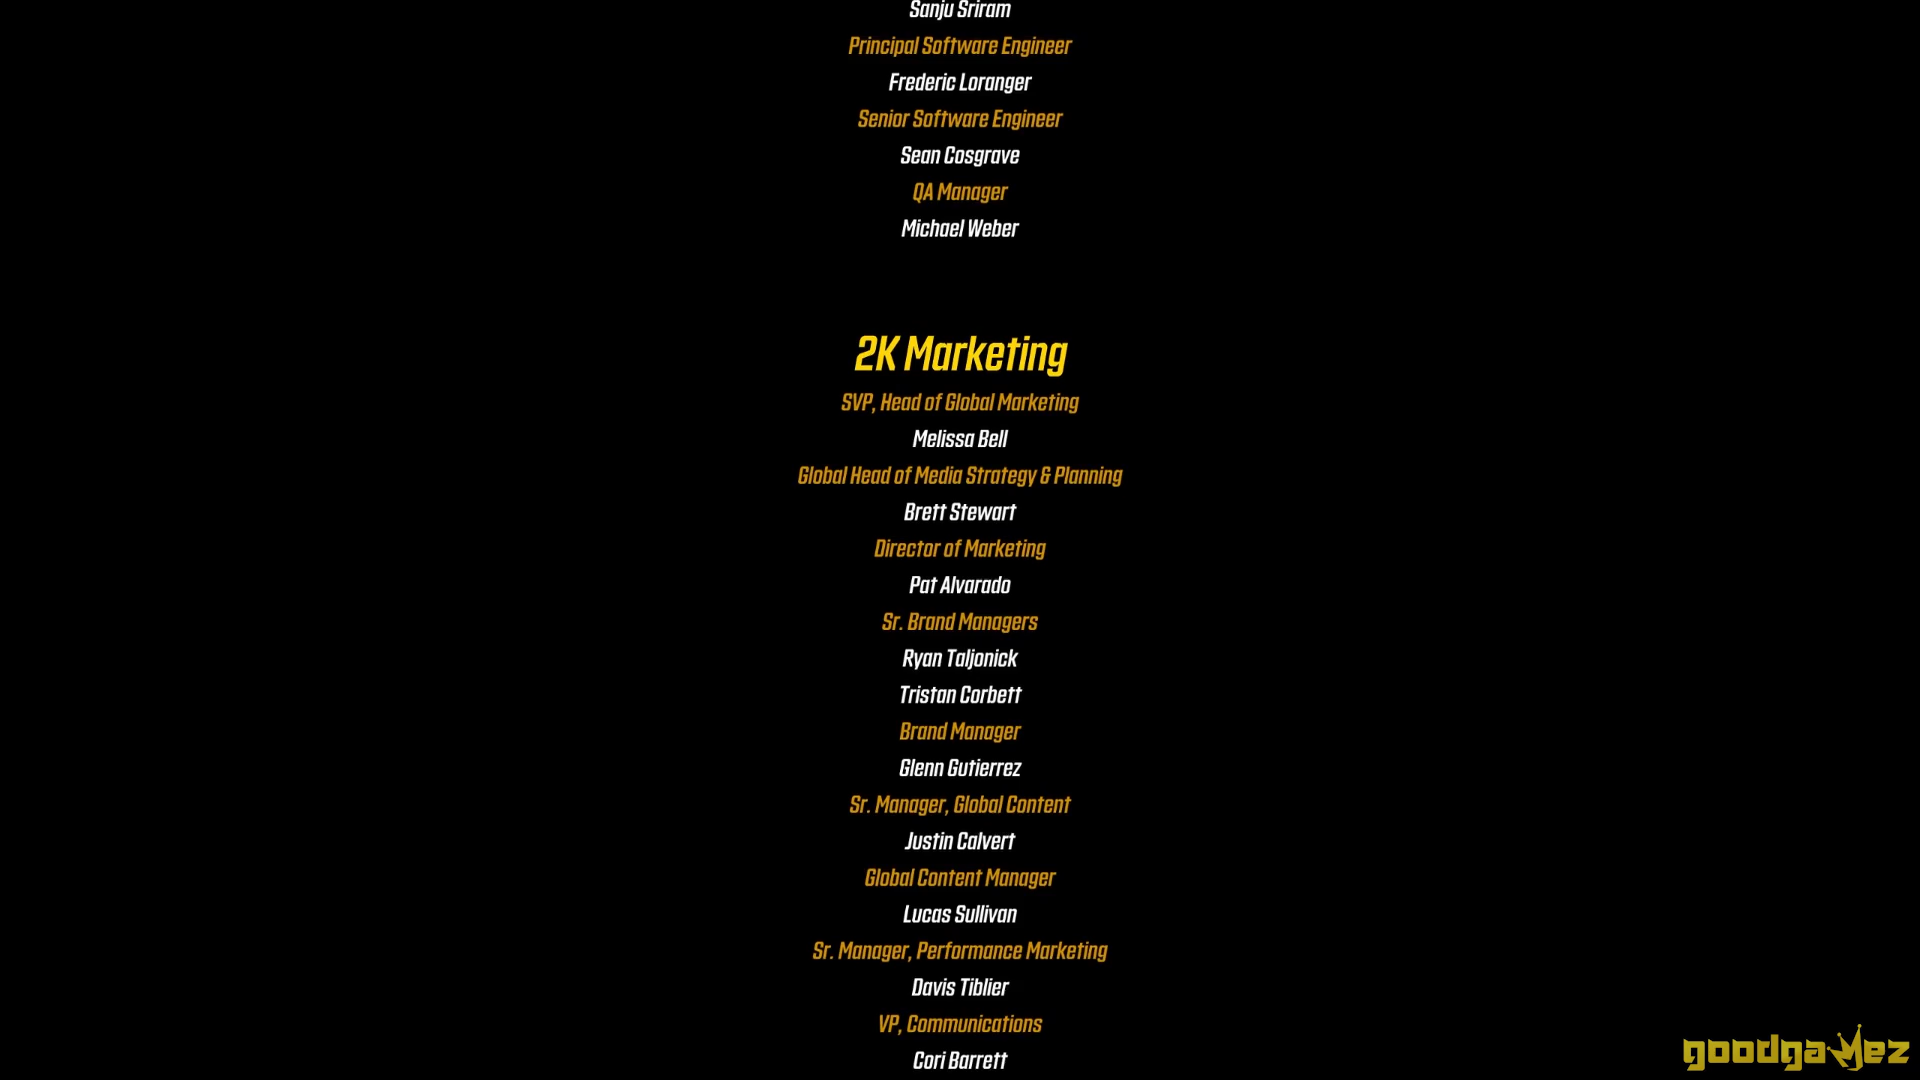 Sanju Sriram
Principal Software Engineer
Frederic Loranger
Senior Software Engineer
Sean Cosgrave
QA Manager
Michael Weber
2K Marketing
SVP, Head of Global Marketing
Melissa Bell
Global Head of Media Strategy & Planning
Brett Stewart
Director of Marketing
Pat Alvarado
Sr. Brand Managers
Ryan Taljonick
Tristan Corbett
Brand Manager
Glenn Gutierrez
Sr. Manager, Global Content
Justin Calvert
Global Content Manager
Lucas Sullivan
Sr. Manager, Performance Marketing
Davis Tiblier
VP, Communications
Cori Barrett
goodgamez